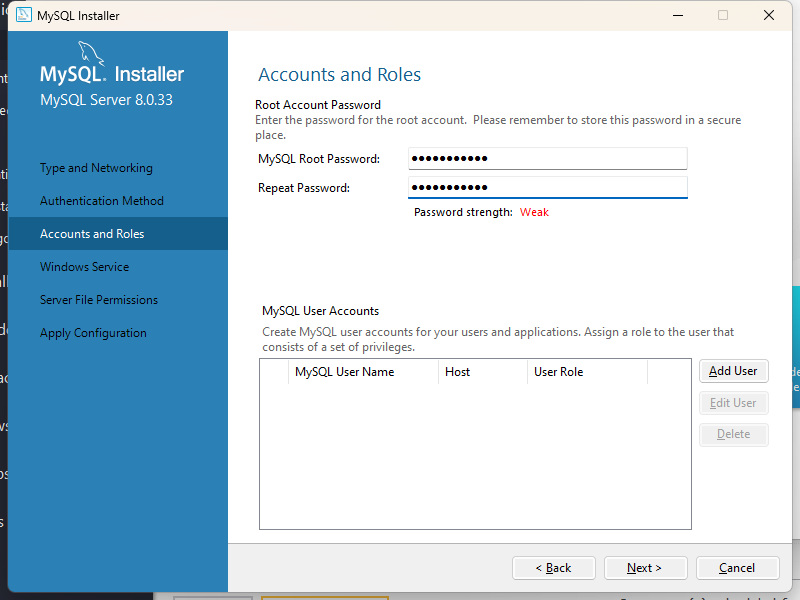 MySQL Installer
MySQL. Installer
MySQL Server 8.0.33
Type and Networking
Authentication Method
Accounts and Roles
Windows Service
Server File Permissions
Apply Configuration
Accounts and Roles
Root Account Password
Enter the password for the root account.  Please remember to store this password in a secure
place.
MySQL Root Password:
●●●●●●●●●●●
Repeat Password:
●●●●●●●●●●●
Password strength: Weak
MySQL User Accounts
Create MySQL user accounts for your users and applications. Assign a role to the user that
consists of a set of privileges.
MySQL User Name Host User Role
Add User
Edit User
Delete
< Back Next > Cancel